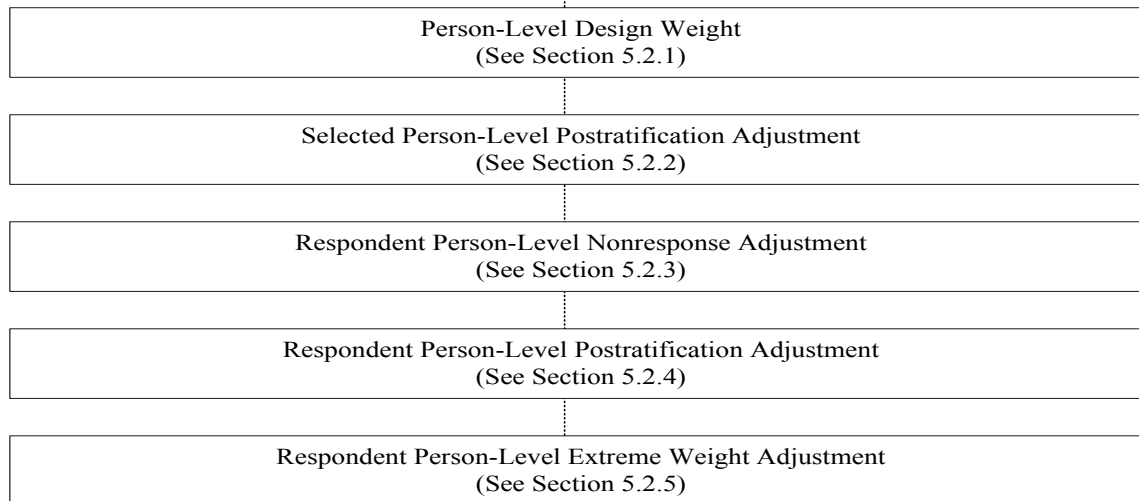 Person-Level Design Weight
(See Section 5.2.1)
Selected Person-Level Postratification Adjustment
(See Section 5.2.2)
Respondent Person-Level Nonresponse Adjustment
(See Section 5.2.3)
Respondent Person-Level Postratification Adjustment
(See Section 5.2.4)
Respondent Person-Level Extreme Weight Adjustment
(See Section 5.2.5)